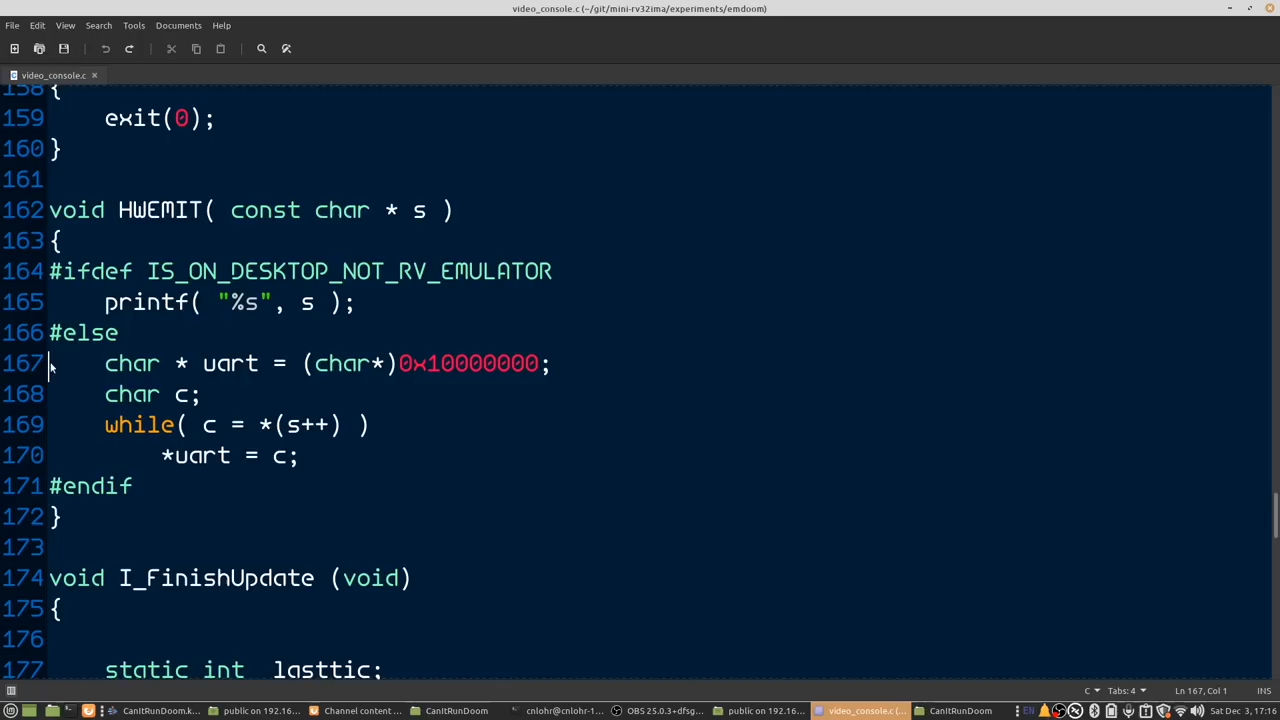 video_console.c (~/git/mini-rv32ima/experiments/emdoom)
File Edit View Search Tools Documents Help
video_console.c ×
158 {
159 exit(0);
160 }
161
162 void HWEMIT( const char * s )
163 {
164 #ifdef IS_ON_DESKTOP_NOT_RV_EMULATOR
165 printf( "%s", s );
166 #else
167 char * uart = (char*)0x10000000;
168 char c;
169 while( c = *(s++) )
170 *uart = c;
171 #endif
172 }
173
174 void I_FinishUpdate (void)
175 {
176
177 static int lasttic;
C Tabs: 4 Ln 167, Col 1 INS
CanItRunDoom.k... public on 192.16... Channel content ... CanItRunDoom cnlohr@cnlohr-1... OBS 25.0.3+dfsg... public on 192.16... video_console.c (... CanItRunDoom EN Sat Dec 3, 17:16